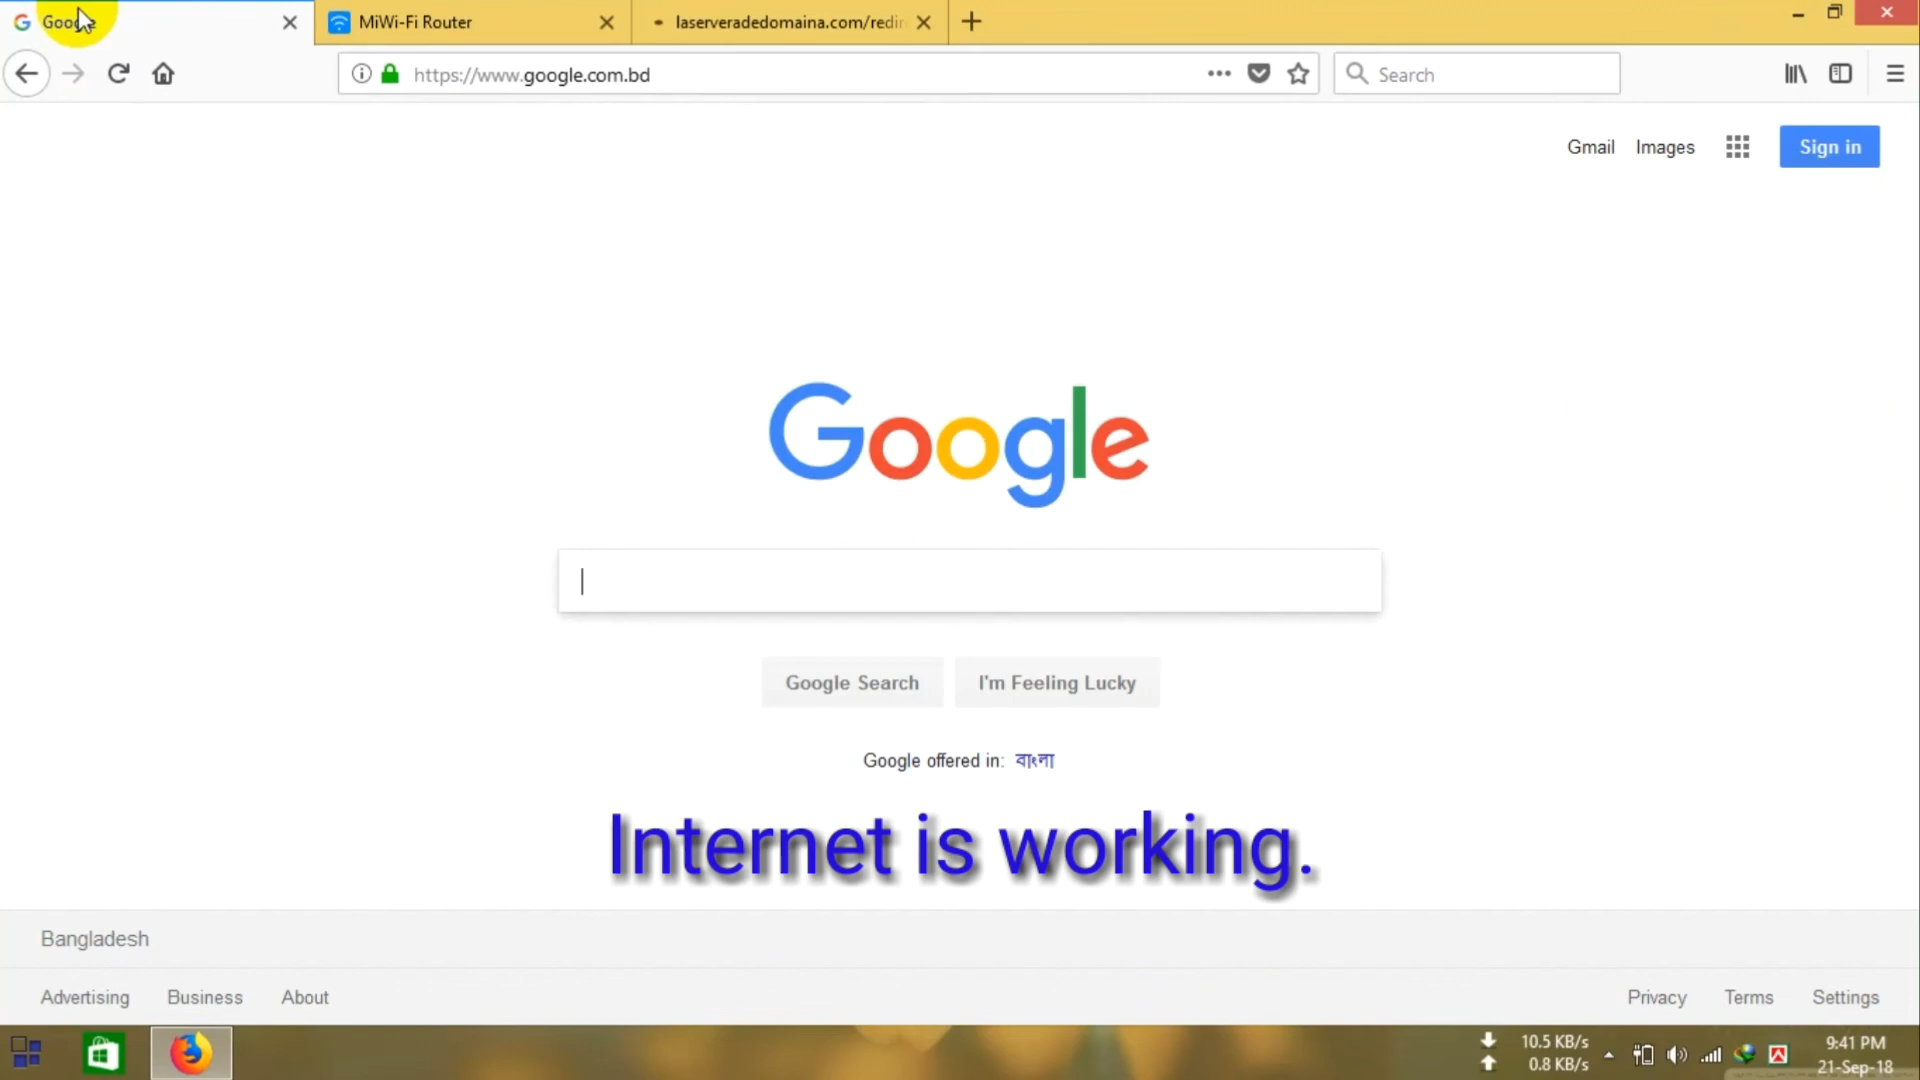 Google
MiWi-Fi Router
laserveradedomaina.com/redir
https://www.google.com.bd
Search
Gmail Images Sign in
Google
Google Search I'm Feeling Lucky
Google offered in: বাংলা
Internet is working.
Bangladesh
Advertising Business About Privacy Terms Settings
10.5 KB/s
0.8 KB/s
9:41 PM
21-Sep-18